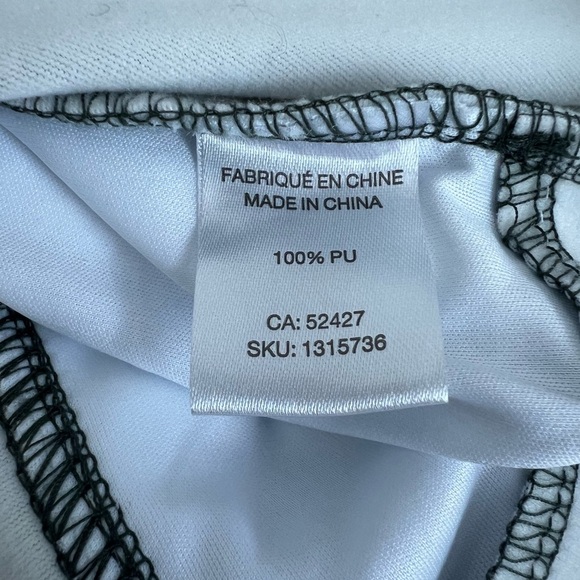 FABRIQUÉ EN CHINE
MADE IN CHINA
100% PU
CA: 52427
SKU: 1315736